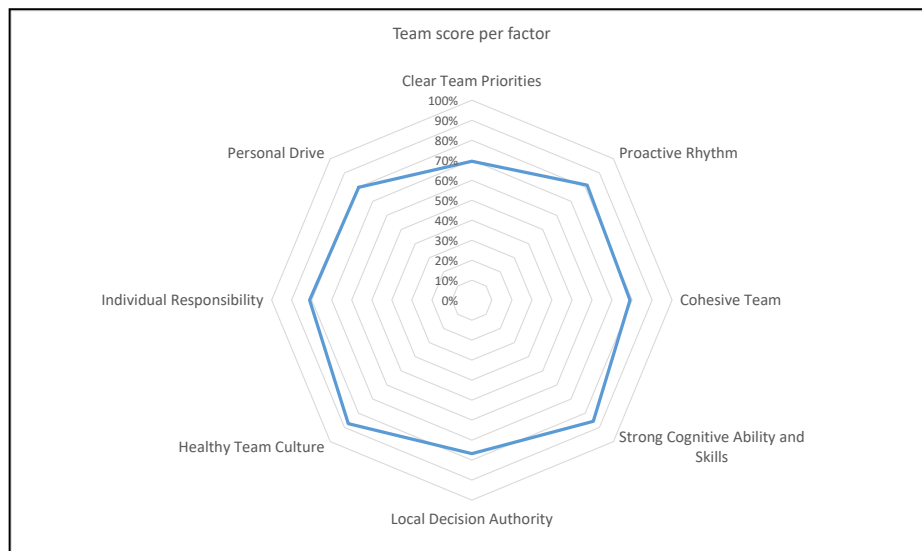 Team score per factor
Clear Team Priorities
100%
90%
80%
70%
60%
50%
40%
30%
20%
10%
0%
Proactive Rhythm
Cohesive Team
Strong Cognitive Ability and
Skills
Local Decision Authority
Healthy Team Culture
Individual Responsibility
Personal Drive